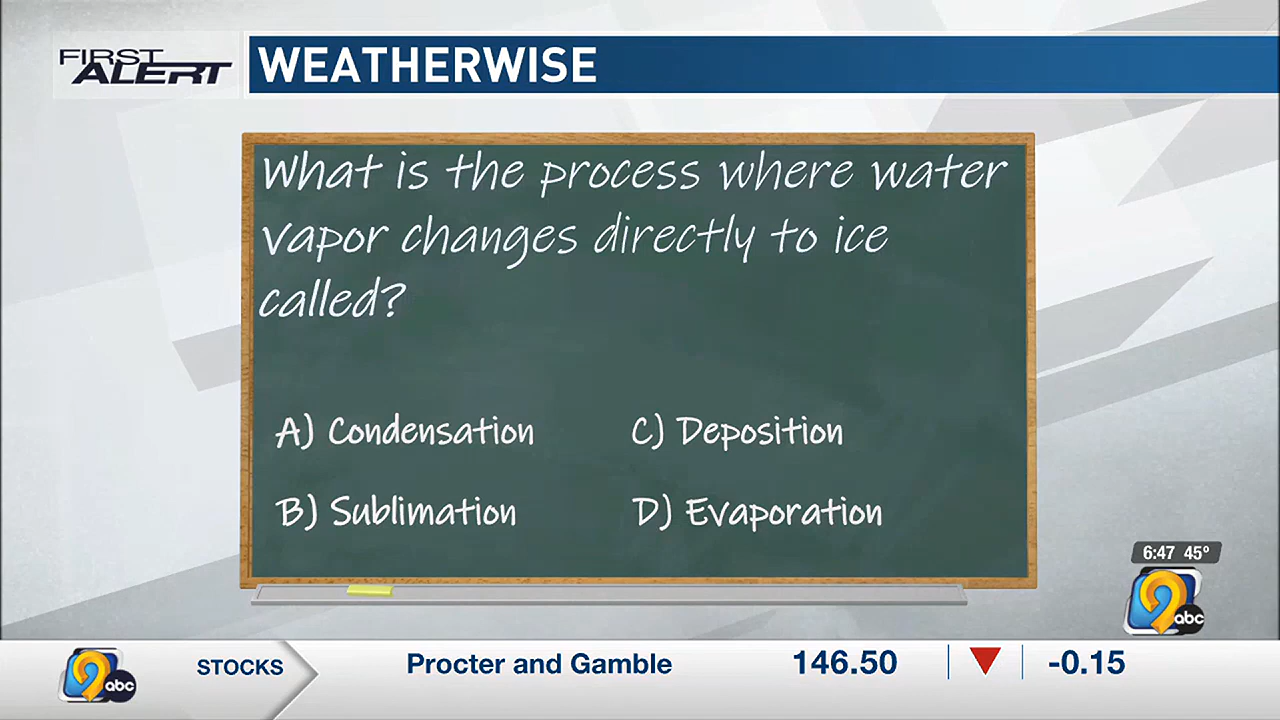 FIRST
ALERT
WEATHERWISE
What is the process where water
vapor changes directly to ice
called?
A) Condensation
C) Deposition
B) Sublimation
D) Evaporation
6:47 45°
9
abc
9
abc
STOCKS
Procter and Gamble
146.50
-0.15